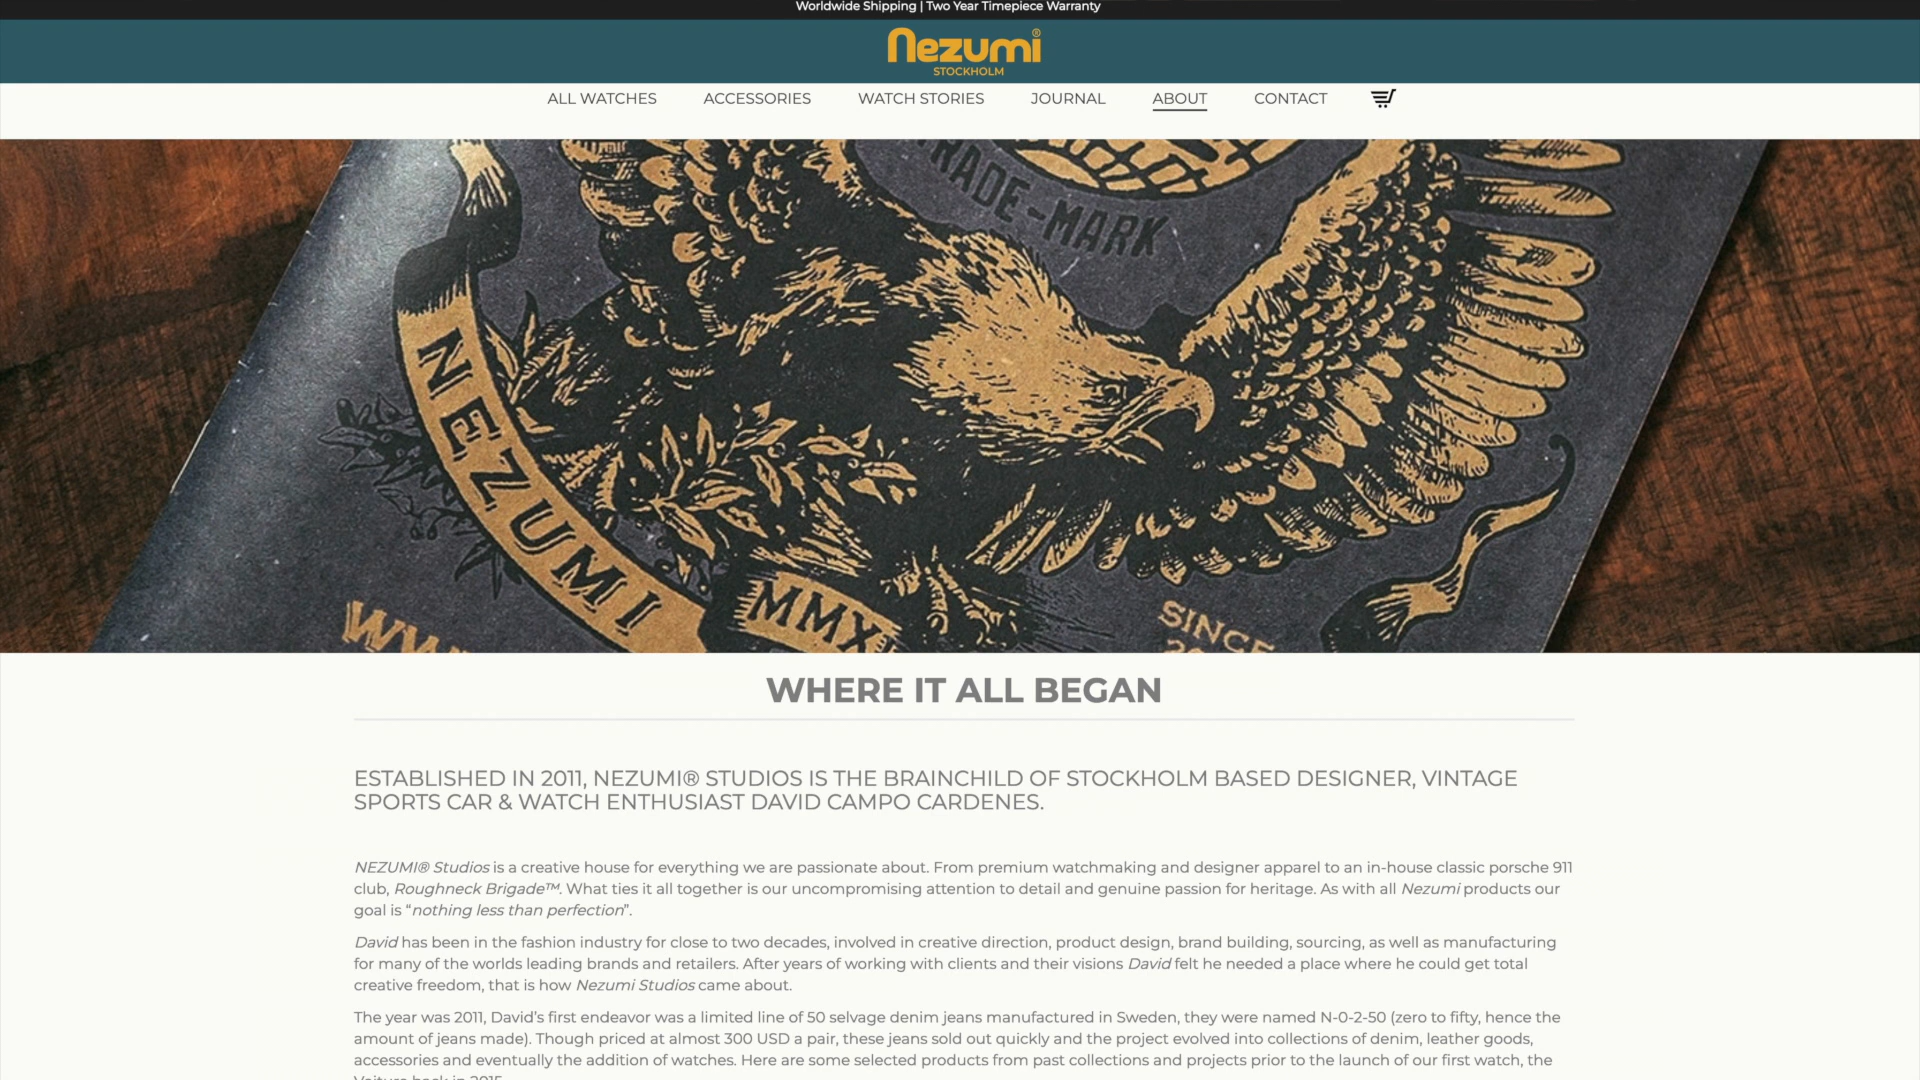 Worldwide Shipping | Two Year Timepiece Warranty
nezumi®
STOCKHOLM
ALL WATCHES ACCESSORIES WATCH STORIES JOURNAL ABOUT CONTACT
TRADE-MARK
NEZUMI
MMXI
SINCE
WHERE IT ALL BEGAN
ESTABLISHED IN 2011, NEZUMI® STUDIOS IS THE BRAINCHILD OF STOCKHOLM BASED DESIGNER, VINTAGE
SPORTS CAR & WATCH ENTHUSIAST DAVID CAMPO CARDENES.
NEZUMI® Studios is a creative house for everything we are passionate about. From premium watchmaking and designer apparel to an in-house classic porsche 911
club, Roughneck Brigade™. What ties it all together is our uncompromising attention to detail and genuine passion for heritage. As with all Nezumi products our
goal is “nothing less than perfection”.
David has been in the fashion industry for close to two decades, involved in creative direction, product design, brand building, sourcing, as well as manufacturing
for many of the worlds leading brands and retailers. After years of working with clients and their visions David felt he needed a place where he could get total
creative freedom, that is how Nezumi Studios came about.
The year was 2011, David’s first endeavor was a limited line of 50 selvage denim jeans manufactured in Sweden, they were named N-0-2-50 (zero to fifty, hence the
amount of jeans made). Though priced at almost 300 USD a pair, these jeans sold out quickly and the project evolved into collections of denim, leather goods,
accessories and eventually the addition of watches. Here are some selected products from past collections and projects prior to the launch of our first watch, the
Voiture back in 2015